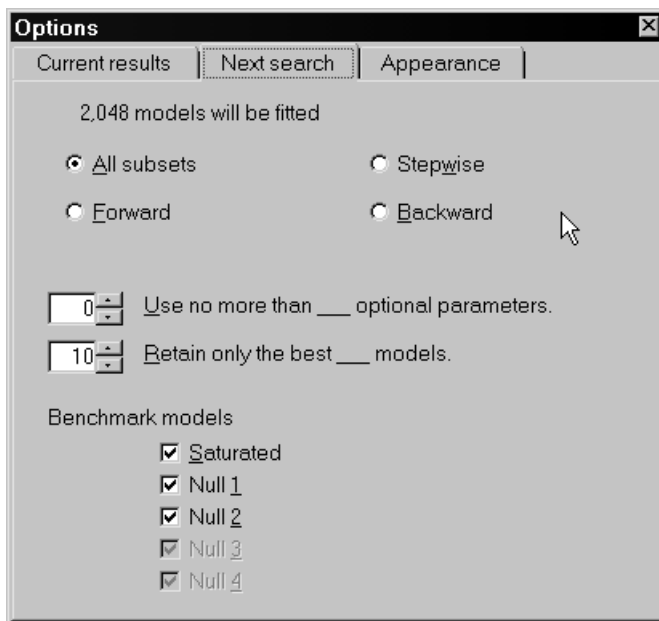 Options
Current results Next search Appearance
2,048 models will be fitted
All subsets Stepwise
Forward Backward
0 Use no more than ___ optional parameters.
10 Retain only the best ___ models.
Benchmark models
Saturated
Null 1
Null 2
Null 3
Null 4